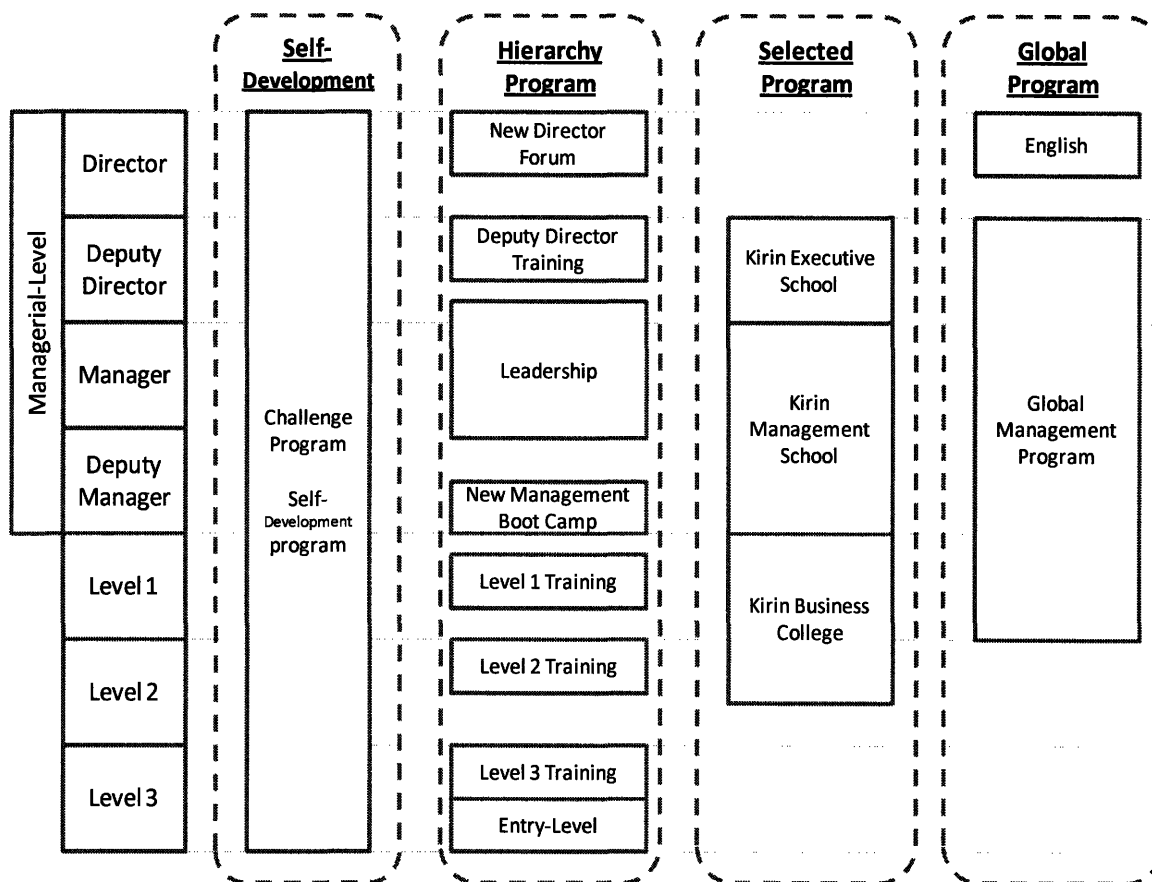 Self-
Development
Hierarchy
Program
Selected
Program
Global
Program
Managerial-Level
Director
Deputy
Director
Manager
Deputy
Manager
Level 1
Level 2
Level 3
Challenge
Program
Self-
Development
program
New Director
Forum
Deputy Director
Training
Leadership
New Management
Boot Camp
Level 1 Training
Level 2 Training
Level 3 Training
Entry-Level
Kirin Executive
School
Kirin
Management
School
Kirin Business
College
English
Global
Management
Program